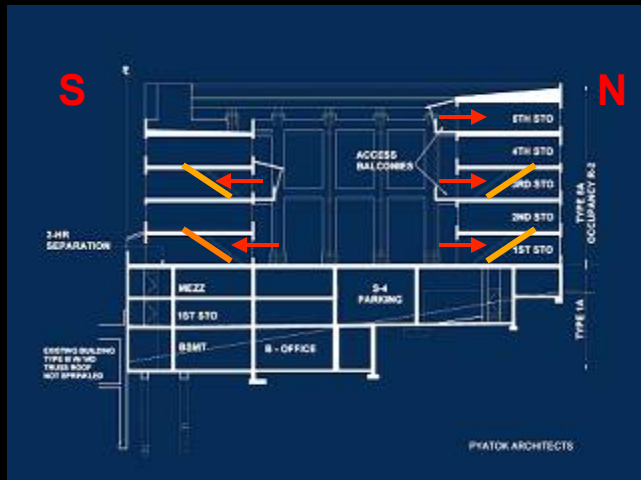 S
N
5TH STO
4TH STO
ACCESS
BALCONIES
3RD STO
2ND STO
1ST STO
TYPE 5A
OCCUPANCY R-2
2-HR
SEPARATION
MEZZ
S-4
PARKING
1ST STO
TYPE 1A
BSMT
B - OFFICE
EXISTING BUILDING
TYPE III W/ WD
TRUSS ROOF
NOT SPRINKLED
PYATOK ARCHITECTS